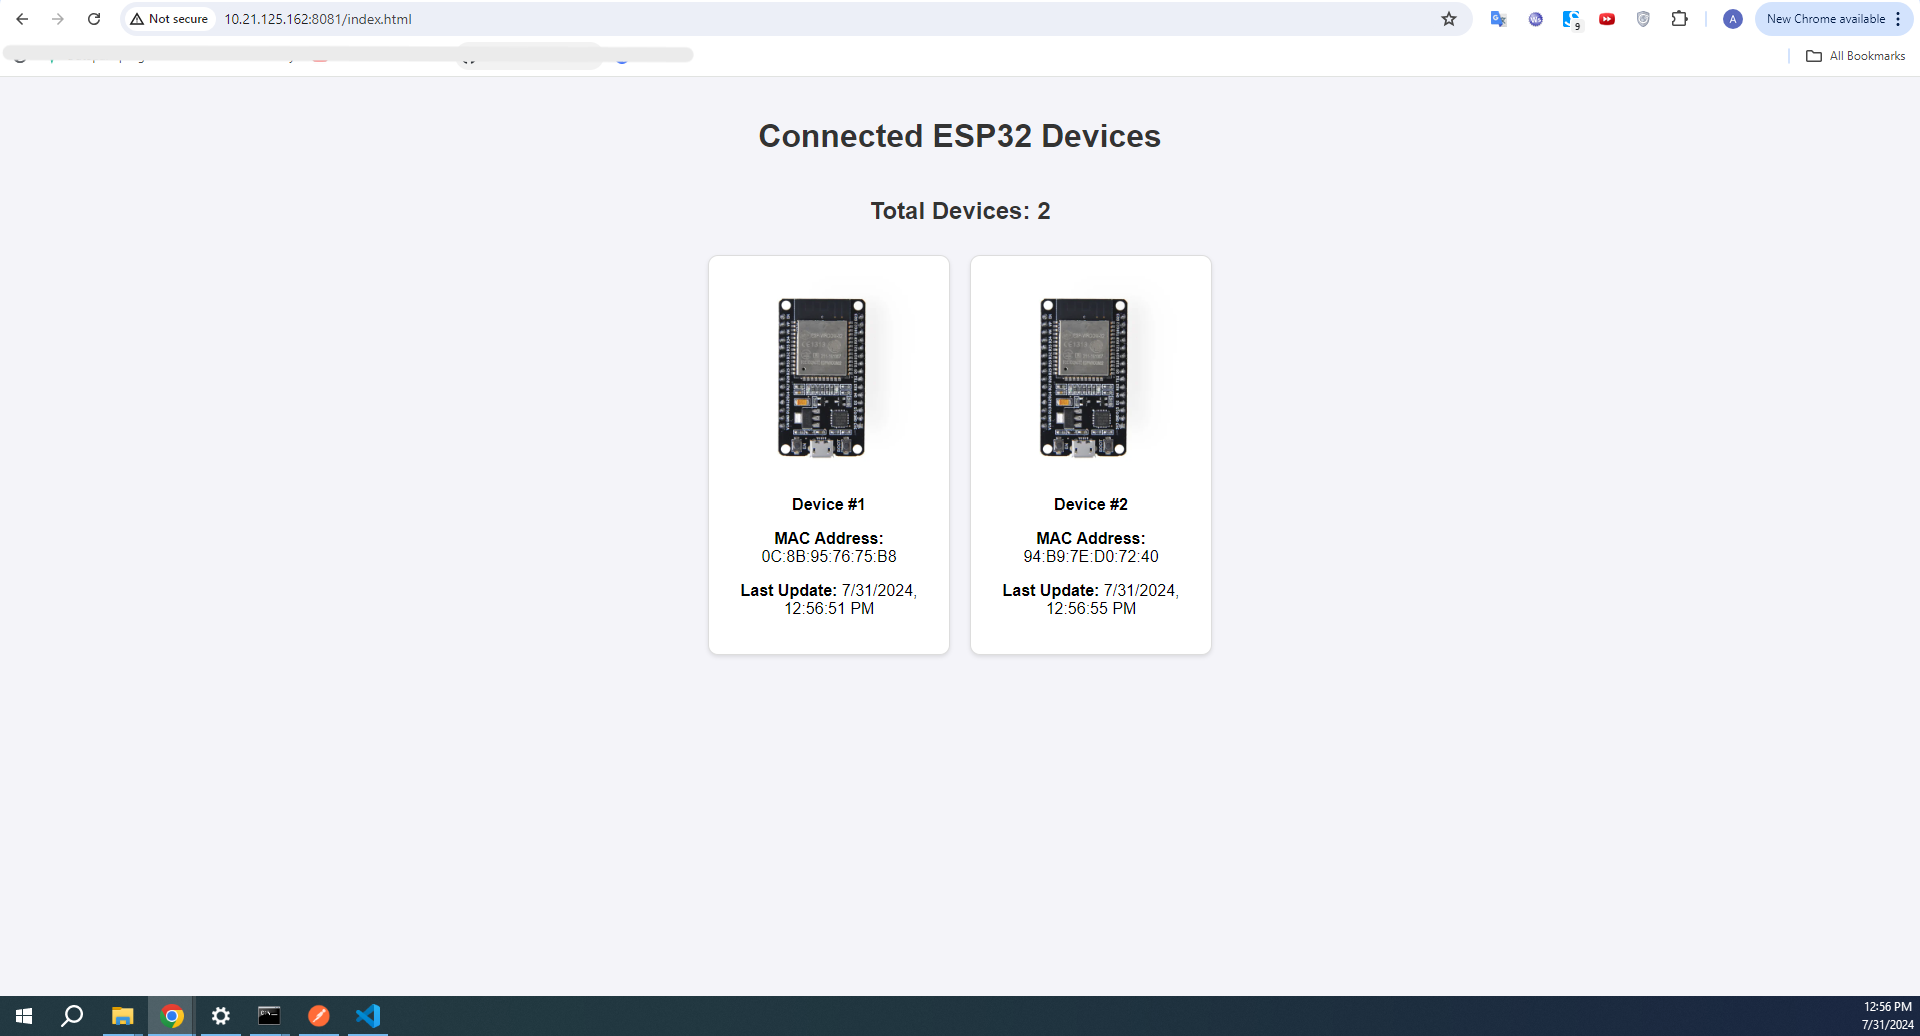 Not secure
10.21.125.162:8081/index.html
9
A
New Chrome available
All Bookmarks
Connected ESP32 Devices
Total Devices: 2
Device #1
MAC Address:
0C:8B:95:76:75:B8
Last Update: 7/31/2024,
12:56:51 PM
Device #2
MAC Address:
94:B9:7E:D0:72:40
Last Update: 7/31/2024,
12:56:55 PM
12:56 PM
7/31/2024